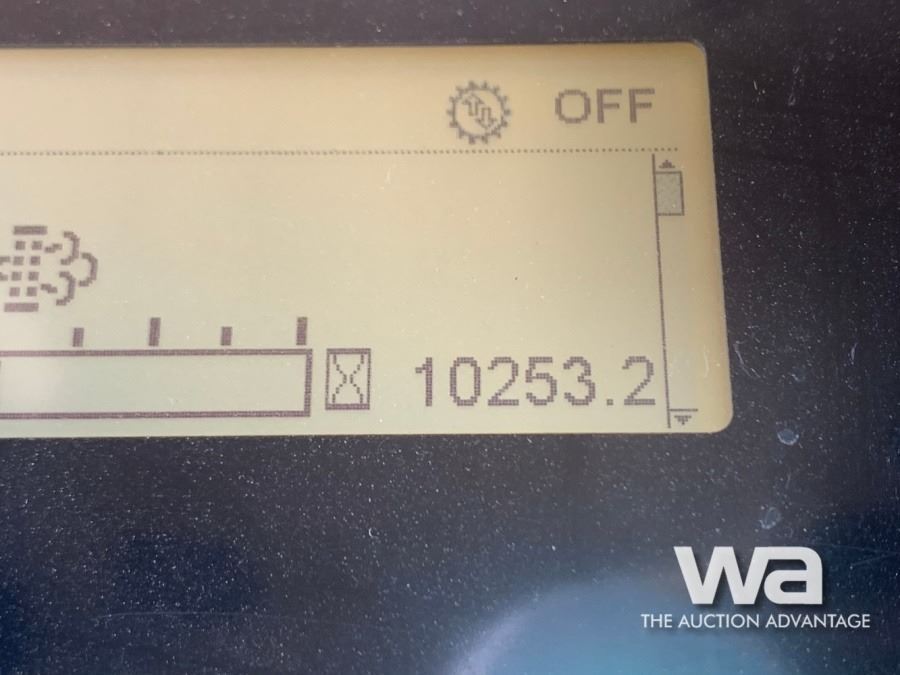 OFF
10253.2
wa
THE AUCTION ADVANTAGE